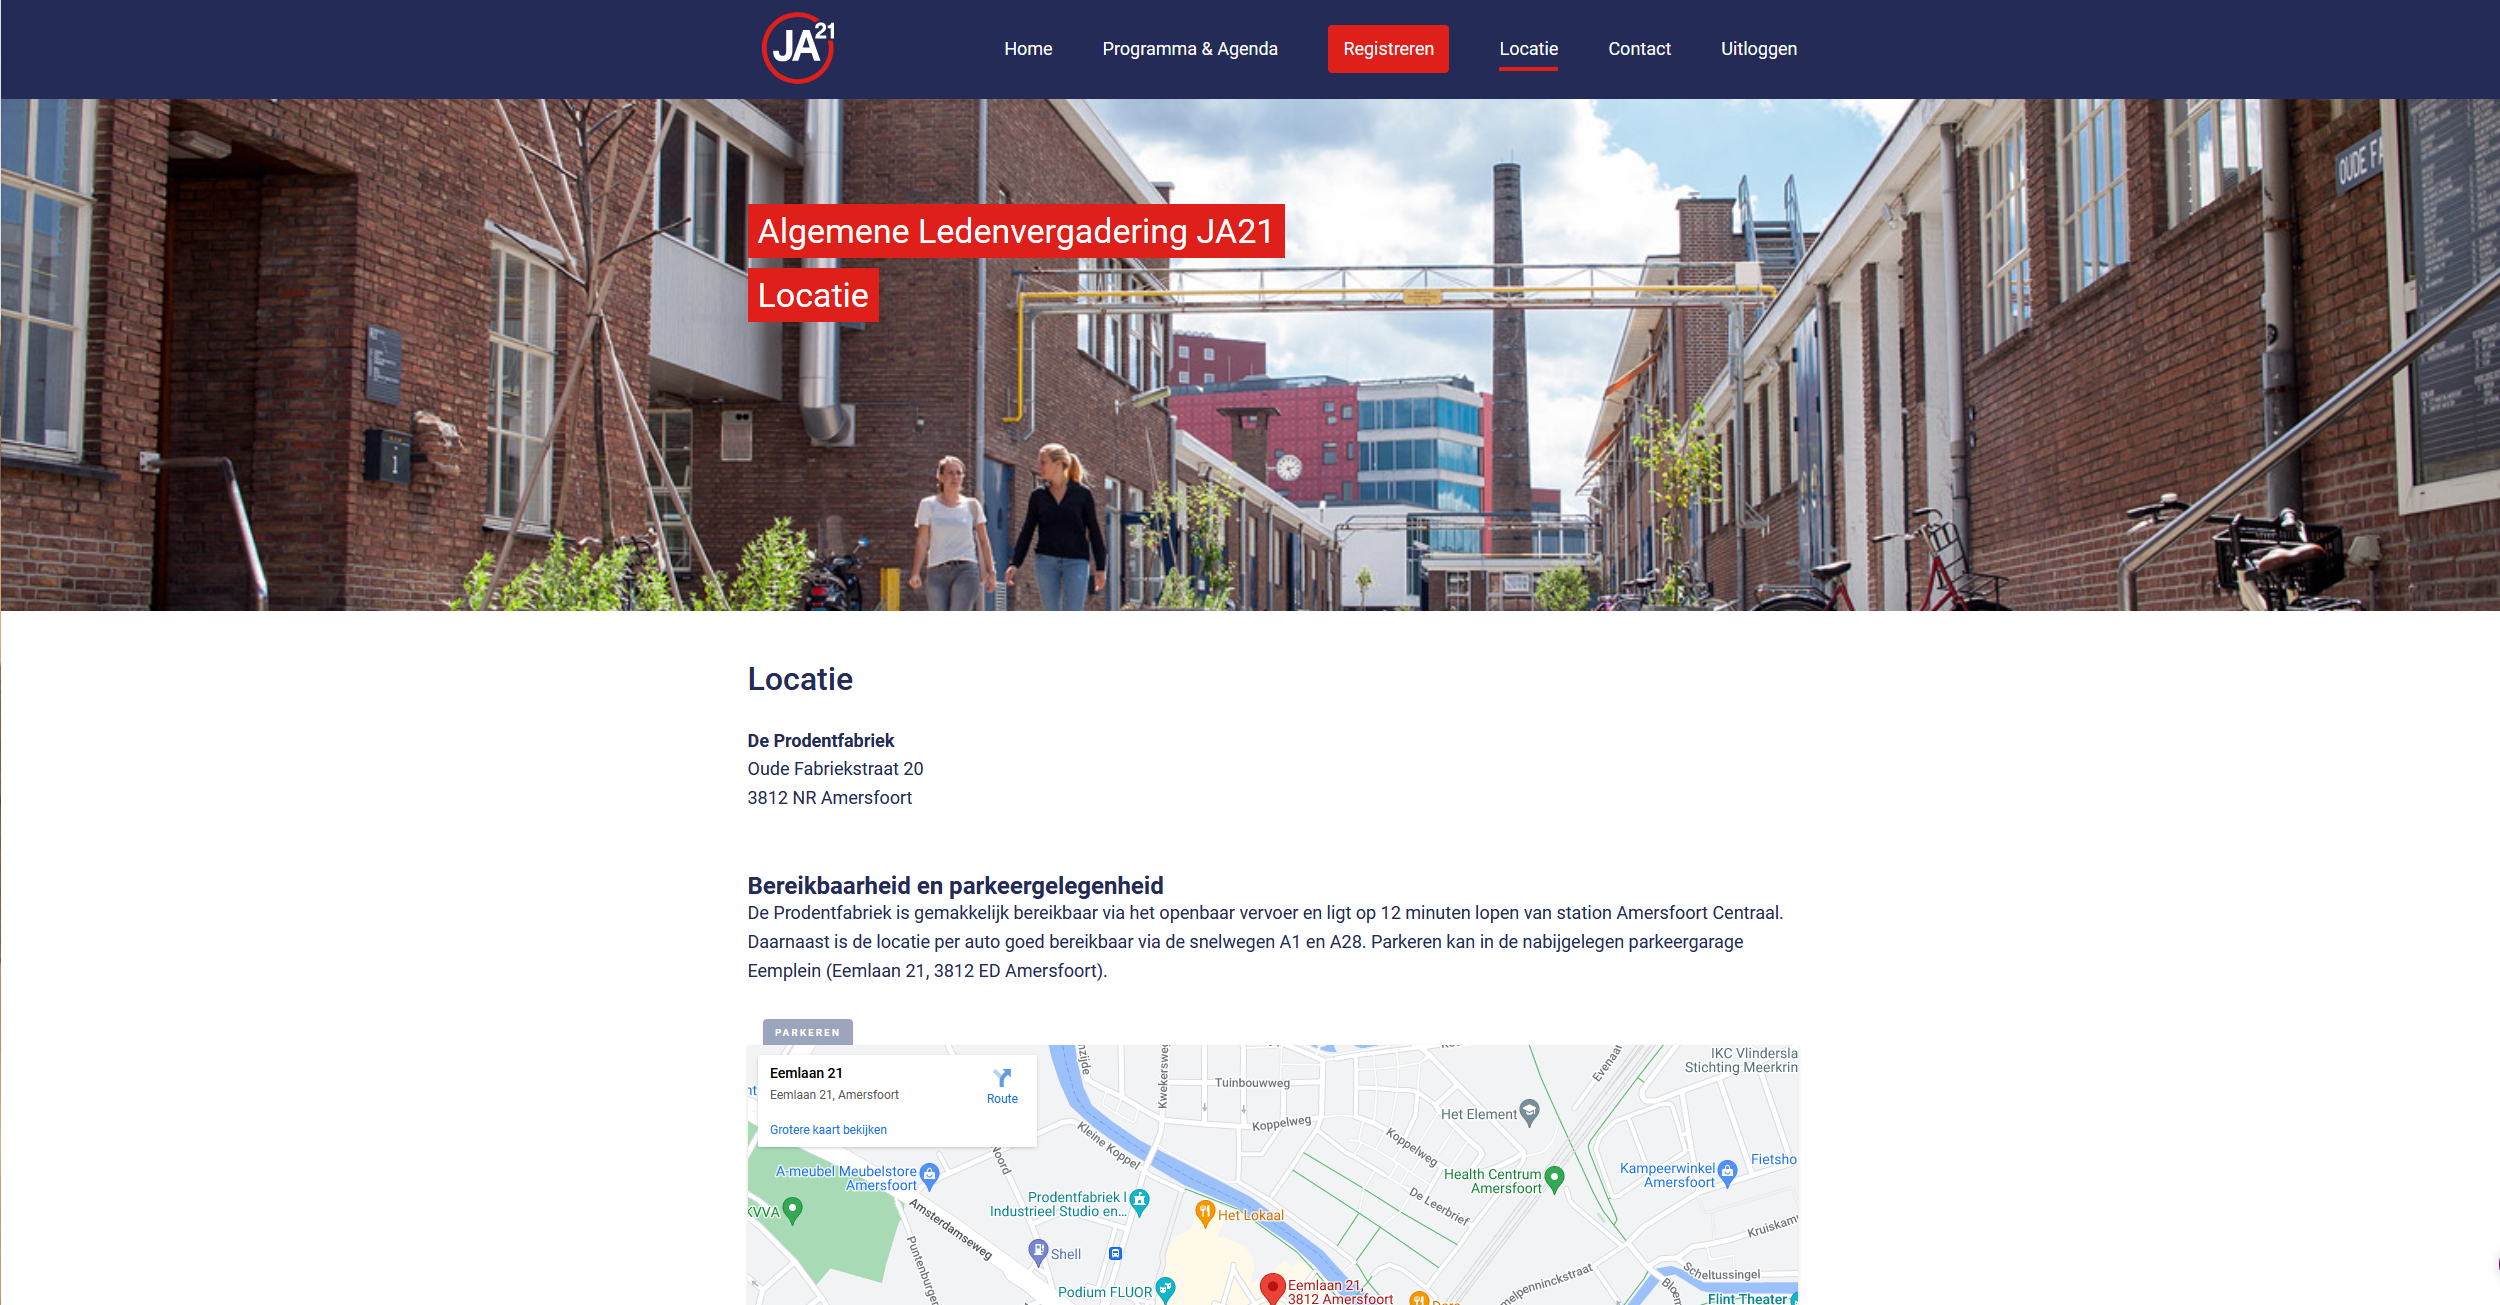 JA21
Home
Programma & Agenda
Registreren
Locatie
Contact
Uitloggen
OUDE F
1
Algemene Ledenvergadering JA21
Locatie
Locatie
De Prodentfabriek
Oude Fabriekstraat 20
3812 NR Amersfoort
Bereikbaarheid en parkeergelegenheid
De Prodentfabriek is gemakkelijk bereikbaar via het openbaar vervoer en ligt op 12 minuten lopen van station Amersfoort Centraal.
Daarnaast is de locatie per auto goed bereikbaar via de snelwegen A1 en A28. Parkeren kan in de nabijgelegen parkeergarage
Eemplein (Eemlaan 21, 3812 ED Amersfoort).
PARKEREN
Eemlaan 21
Eemlaan 21, Amersfoort
Route
Grotere kaart bekijken
nzijde
Kwekersweg
Tuinbouwweg
Koppelweg
Koppelweg
Kleine Koppel
Evenaar
IKC Vlindersla
Stichting Meerkrin
Het Element
Noord
A-meubel Meubelstore
Amersfoort
Health Centrum
Amersfoort
Kampeerwinkel
Amersfoort
Fietsho
Prodentfabriek I
Industrieel Studio en...
De Leerbrief
KVVA
Amsterdamseweg
Het Lokaal
Kruiskam
Puntenburger
Shell
Podium FLUOR
Eemlaan 21,
3812 Amersfoort
melpenninckstraat
Scheltussingel
Bloem
Flint Theater